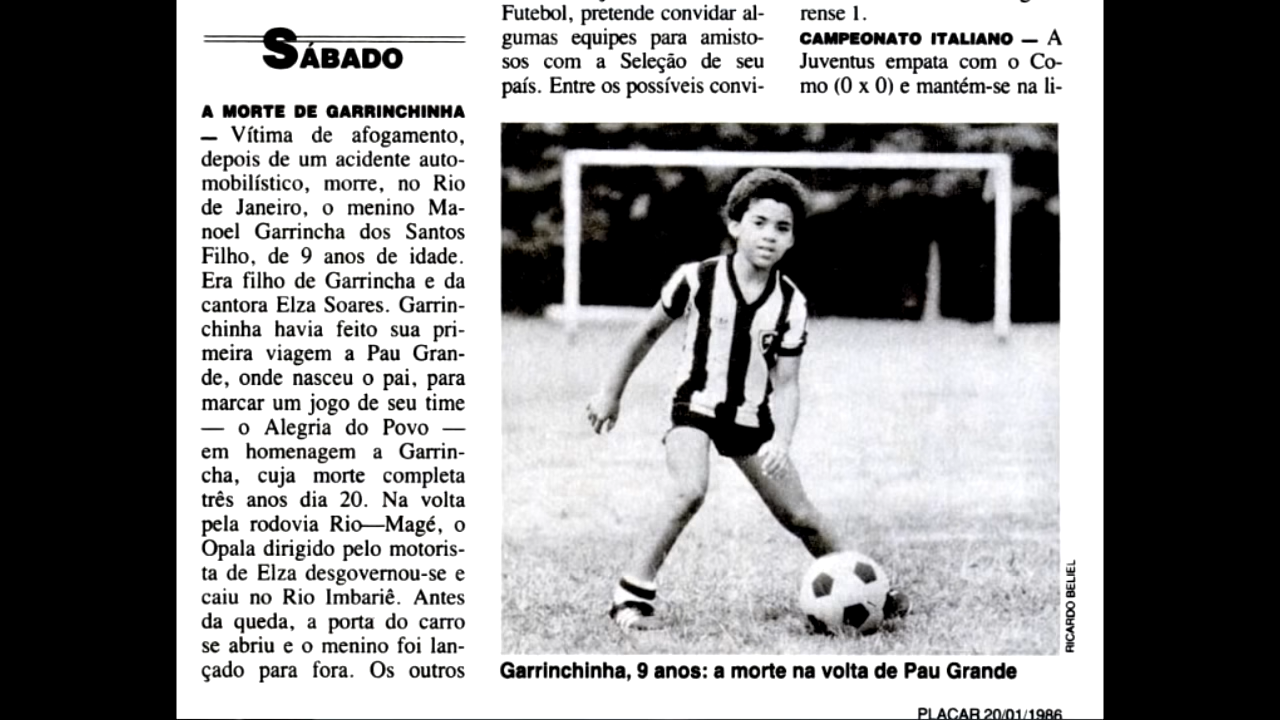 SÁBADO
A MORTE DE GARRINCHINHA
— Vítima de afogamento,
depois de um acidente auto-
mobilístico, morre, no Rio
de Janeiro, o menino Ma-
noel Garrincha dos Santos
Filho, de 9 anos de idade.
Era filho de Garrincha e da
cantora Elza Soares. Garrin-
chinha havia feito sua pri-
meira viagem a Pau Gran-
de, onde nasceu o pai, para
marcar um jogo de seu time
— o Alegria do Povo —
em homenagem a Garrin-
cha, cuja morte completa
três anos dia 20. Na volta
pela rodovia Rio—Magé, o
Opala dirigido pelo motoris-
ta de Elza desgovernou-se e
caiu no Rio Imbariê. Antes
da queda, a porta do carro
se abriu e o menino foi lan-
çado para fora. Os outros
Futebol, pretende convidar al-
gumas equipes para amisto-
sos com a Seleção de seu
país. Entre os possíveis convi-
rense 1.
CAMPEONATO ITALIANO — A
Juventus empata com o Co-
mo (0 x 0) e mantém-se na li-
RICARDO BELIEL
Garrinchinha, 9 anos: a morte na volta de Pau Grande
PLACAR 20/01/1986